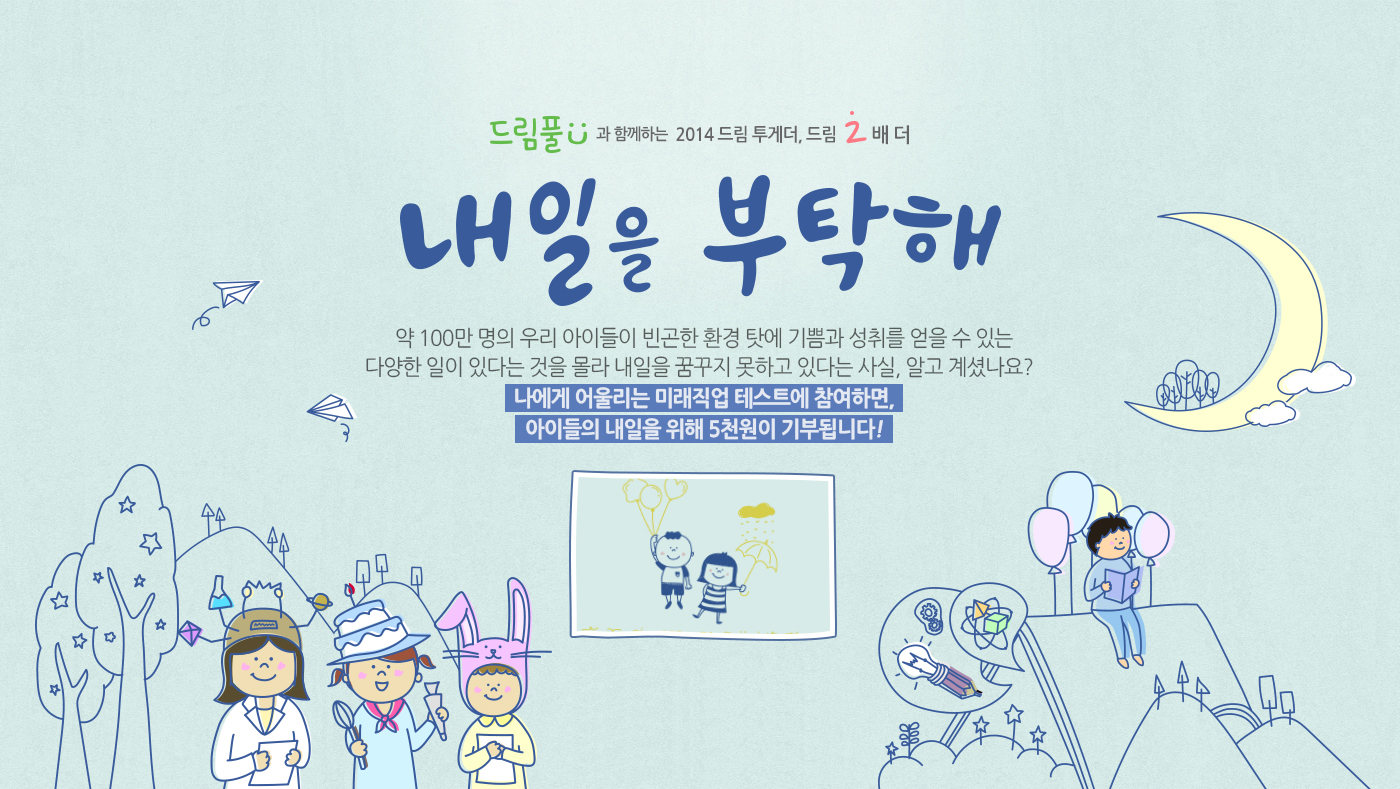 드림풀 과 함께하는 2014 드림 투게더, 드림 2 배 더
내일을 부탁해
약 100만 명의 우리 아이들이 빈곤한 환경 탓에 기쁨과 성취를 얻을 수 있는
다양한 일이 있다는 것을 몰라 내일을 꿈꾸지 못하고 있다는 사실, 알고 계셨나요?
나에게 어울리는 미래직업 테스트에 참여하면,
아이들의 내일을 위해 5천원이 기부됩니다!